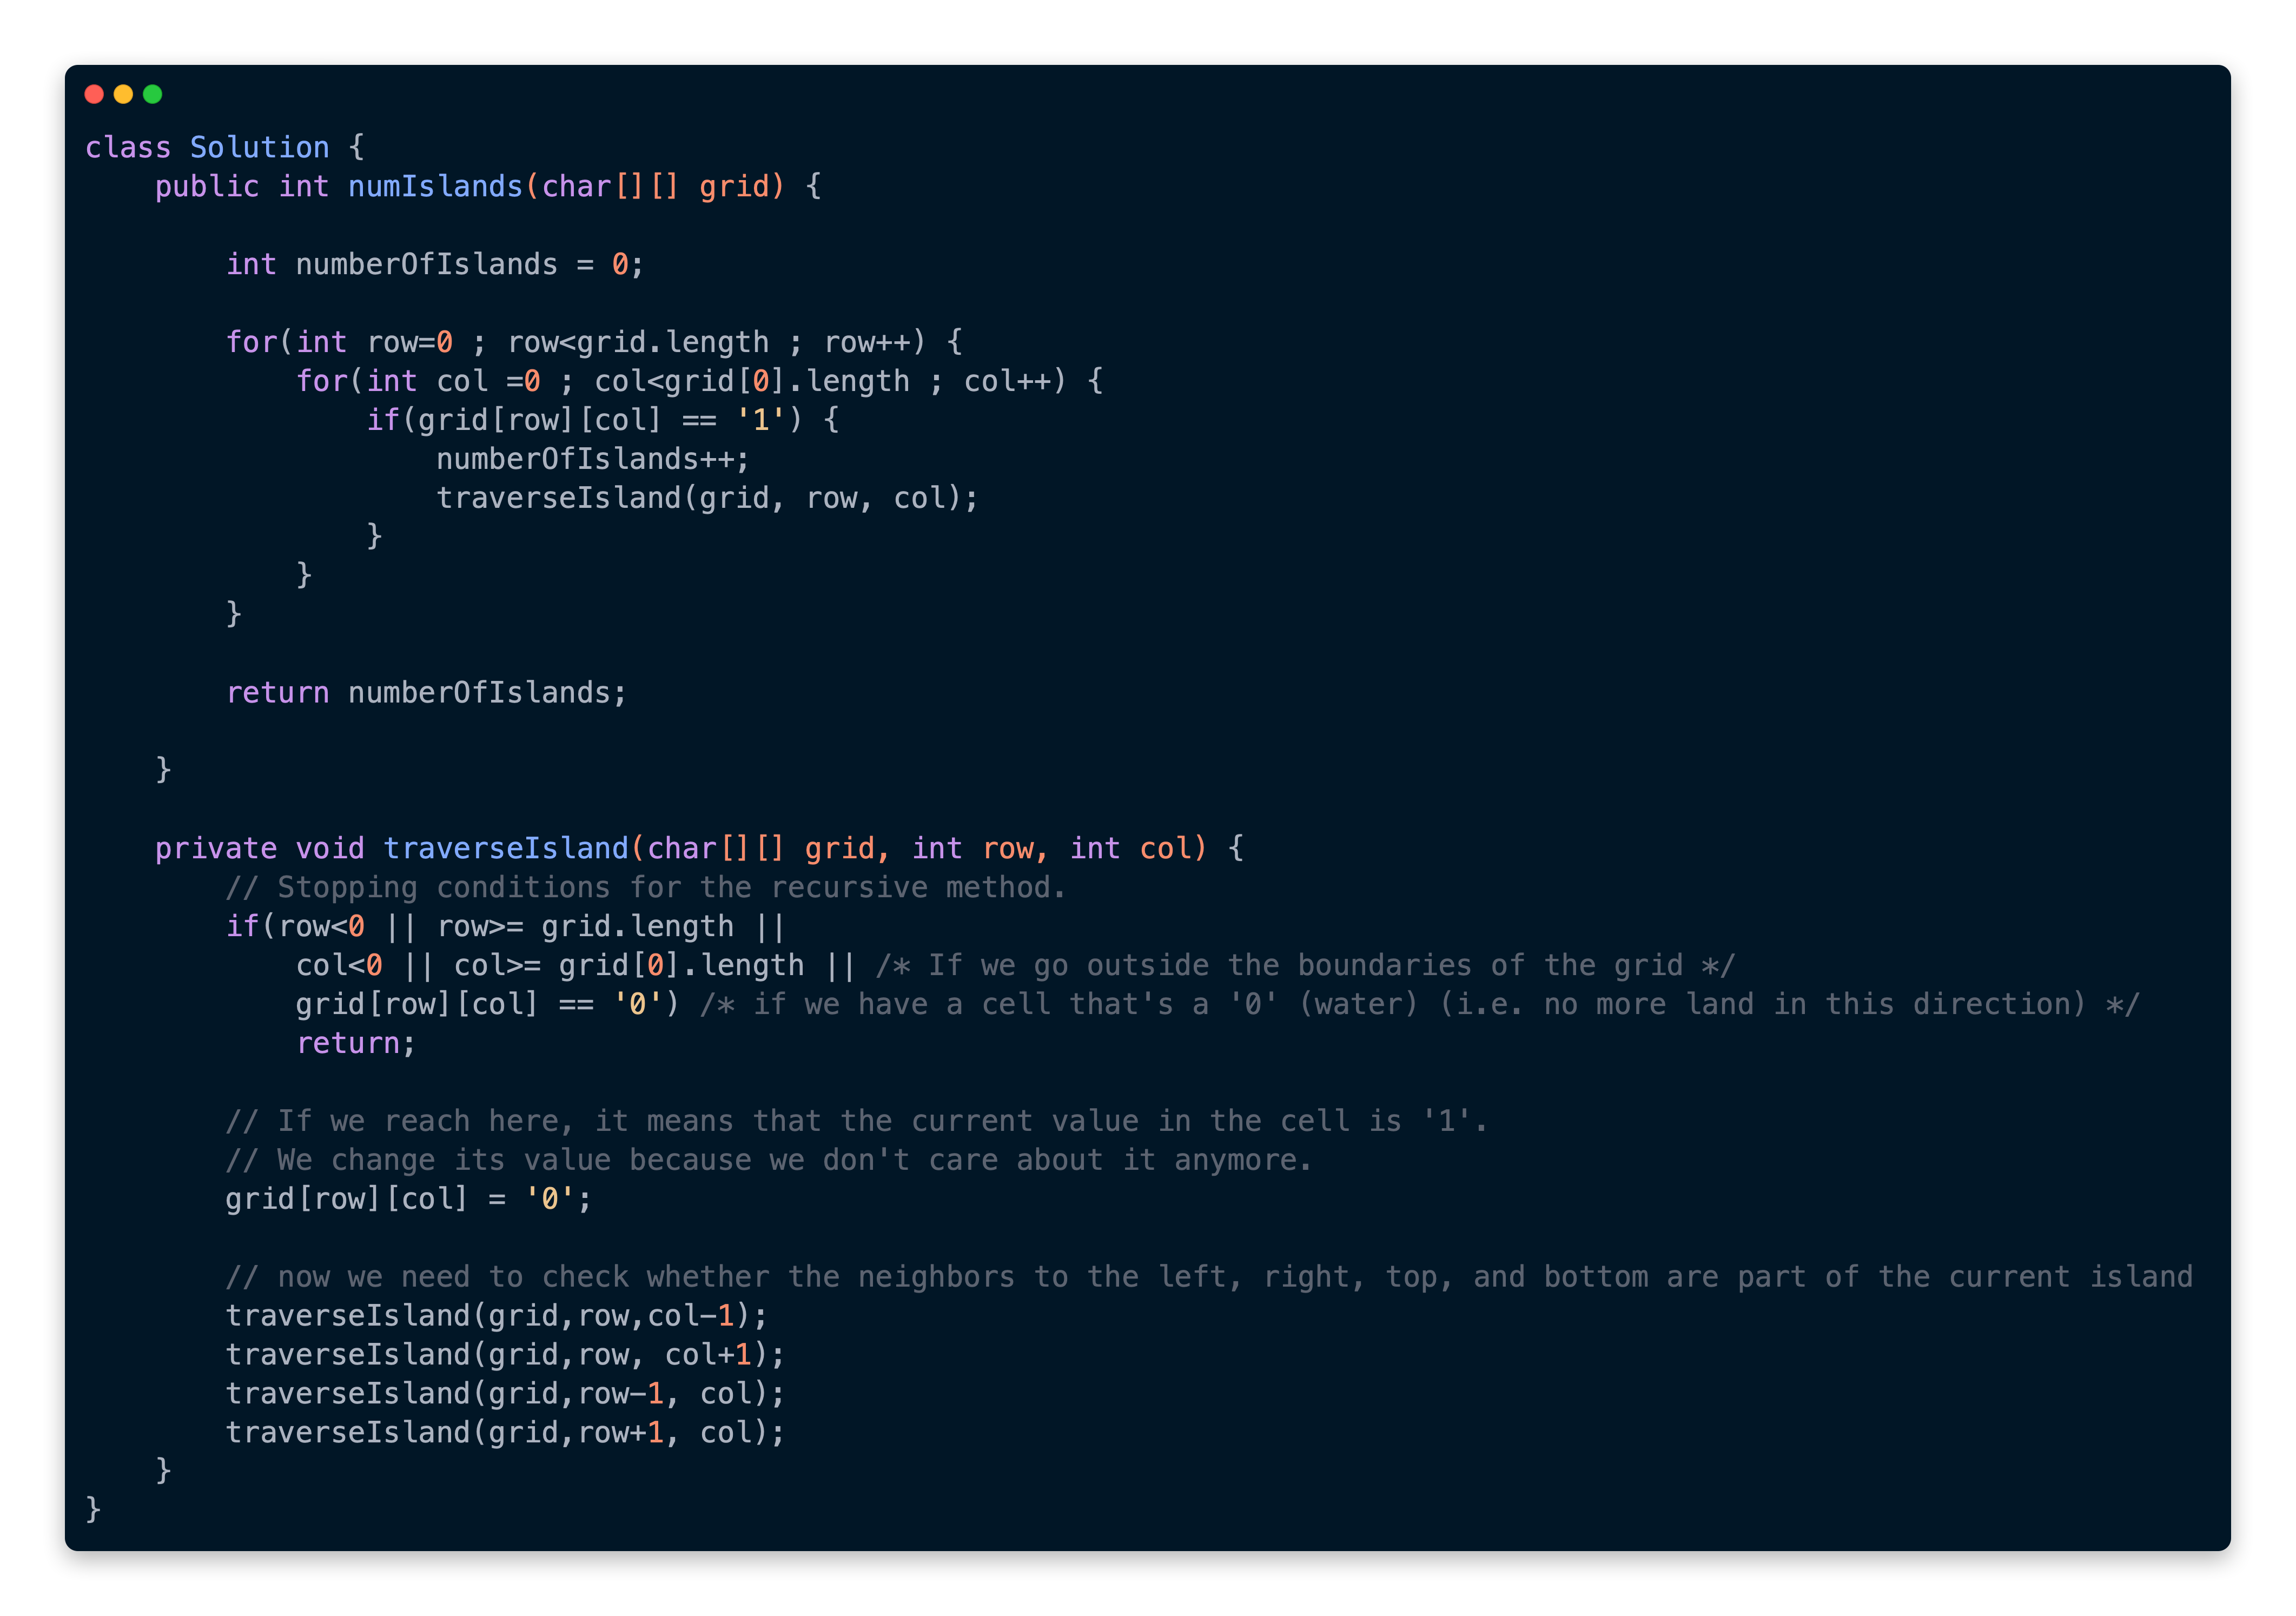 class Solution {
    public int numIslands(char[][] grid) {

        int numberOfIslands = 0;

        for(int row=0 ; row<grid.length ; row++) {
            for(int col =0 ; col<grid[0].length ; col++) {
                if(grid[row][col] == '1') {
                    numberOfIslands++;
                    traverseIsland(grid, row, col);
                }
            }
        }

        return numberOfIslands;

    }

    private void traverseIsland(char[][] grid, int row, int col) {
        // Stopping conditions for the recursive method.
        if(row<0 || row>= grid.length ||
            col<0 || col>= grid[0].length || /* If we go outside the boundaries of the grid */
            grid[row][col] == '0') /* if we have a cell that's a '0' (water) (i.e. no more land in this direction) */
            return;

        // If we reach here, it means that the current value in the cell is '1'.
        // We change its value because we don't care about it anymore.
        grid[row][col] = '0';

        // now we need to check whether the neighbors to the left, right, top, and bottom are part of the current island
        traverseIsland(grid,row,col-1);
        traverseIsland(grid,row, col+1);
        traverseIsland(grid,row-1, col);
        traverseIsland(grid,row+1, col);
    }
}